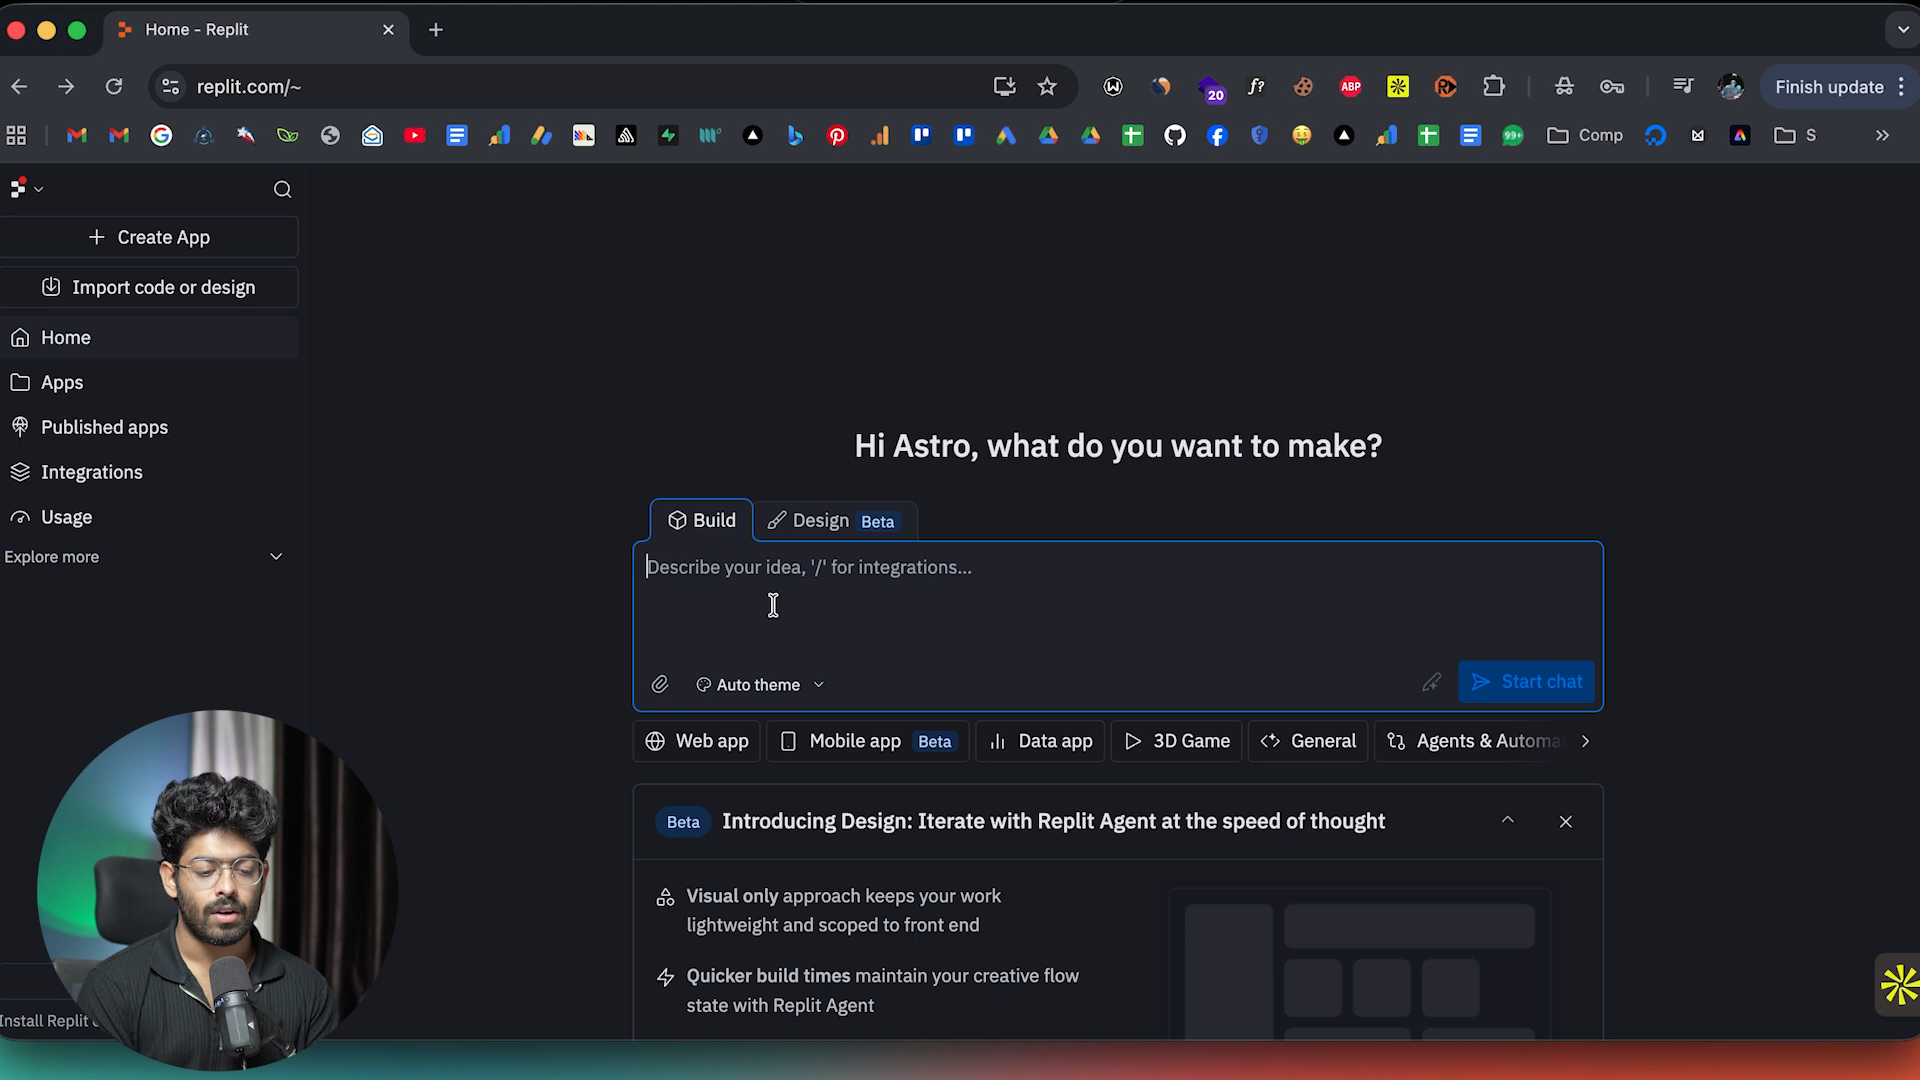 Home - Replit
replit.com/~
20
f?
ABP
Finish update
99+
Comp
S
Create App
Import code or design
Home
Apps
Published apps
Integrations
Usage
Explore more
Hi Astro, what do you want to make?
Build
Design Beta
Describe your idea, '/' for integrations...
Auto theme
Start chat
Web app
Mobile app Beta
Data app
3D Game
General
Agents &
Beta Introducing Design: Iterate with Replit Agent at the speed of thought
Visual only approach keeps your work
lightweight and scoped to front end
Quicker build times maintain your creative flow
state with Replit Agent
Install Replit